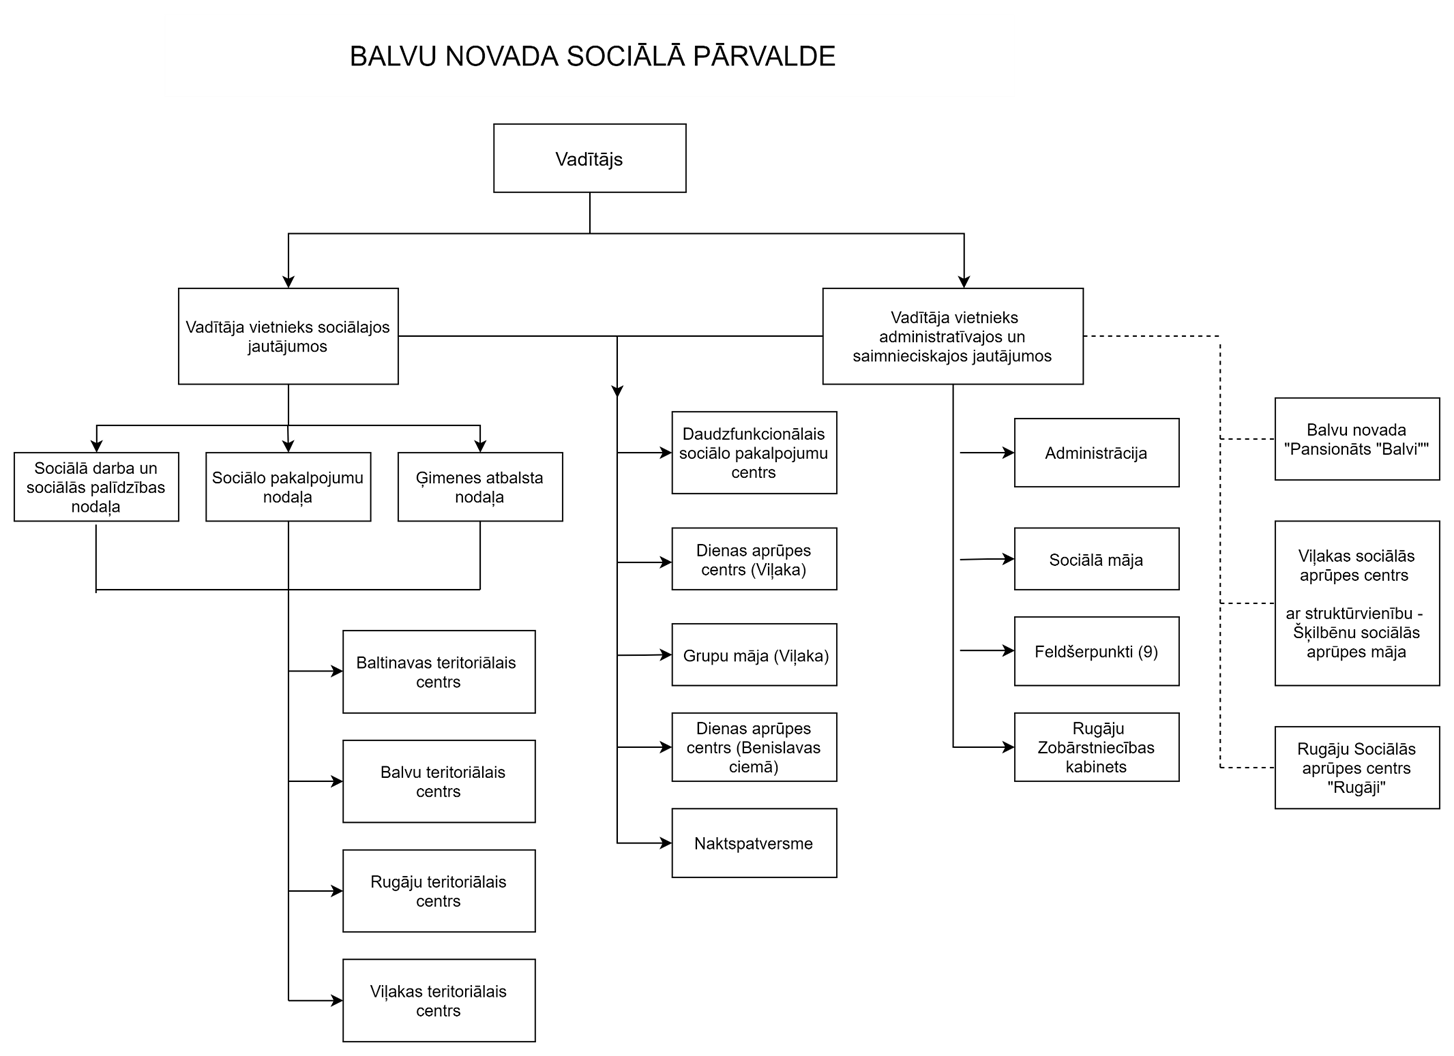 BALVU NOVADA SOCIĀLĀ PĀRVALDE
Vadītājs
Vadītāja vietnieks sociālajos
jautājumos
Vadītāja vietnieks
administratīvajos un
saimnieciskajos jautājumos
Sociālā darba un
sociālās palīdzības
nodaļa
Sociālo pakalpojumu
nodaļa
Ģimenes atbalsta
nodaļa
Baltinavas teritoriālais
centrs
Balvu teritoriālais
centrs
Rugāju teritoriālais
centrs
Viļakas teritoriālais
centrs
Daudzfunkcionālais
sociālo pakalpojumu
centrs
Dienas aprūpes
centrs (Viļaka)
Grupu māja (Viļaka)
Dienas aprūpes
centrs (Benislavas
ciemā)
Naktspatversme
Administrācija
Sociālā māja
Feldšerpunkti (9)
Rugāju
Zobārstniecības
kabinets
Balvu novada
"Pansionāts "Balvi""
Viļakas sociālās
aprūpes centrs
ar struktūrvienību -
Šķilbēnu sociālās
aprūpes māja
Rugāju Sociālās
aprūpes centrs
"Rugāji"